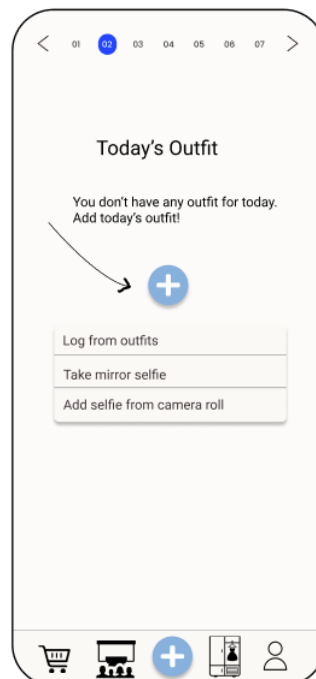 01 02 03 04 05 06 07
Today's Outfit
You don't have any outfit for today.
Add today's outfit!
Log from outfits
Take mirror selfie
Add selfie from camera roll